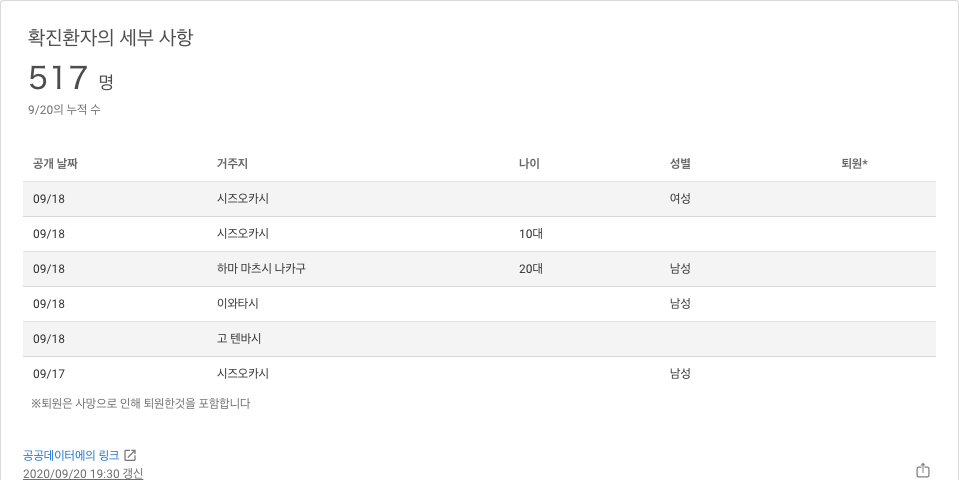 확진환자의 세부 사항
517 명
9/20의 누적 수
공개 날짜 거주지 나이 성별 퇴원*
09/18 시즈오카시 여성
09/18 시즈오카시 10대
09/18 하마 마츠시 나카구 20대 남성
09/18 이와타시 남성
09/18 고 텐바시
09/17 시즈오카시 남성
※퇴원은 사망으로 인해 퇴원한것을 포함합니다
공공데이터에의 링크
2020/09/20 19:30 갱신